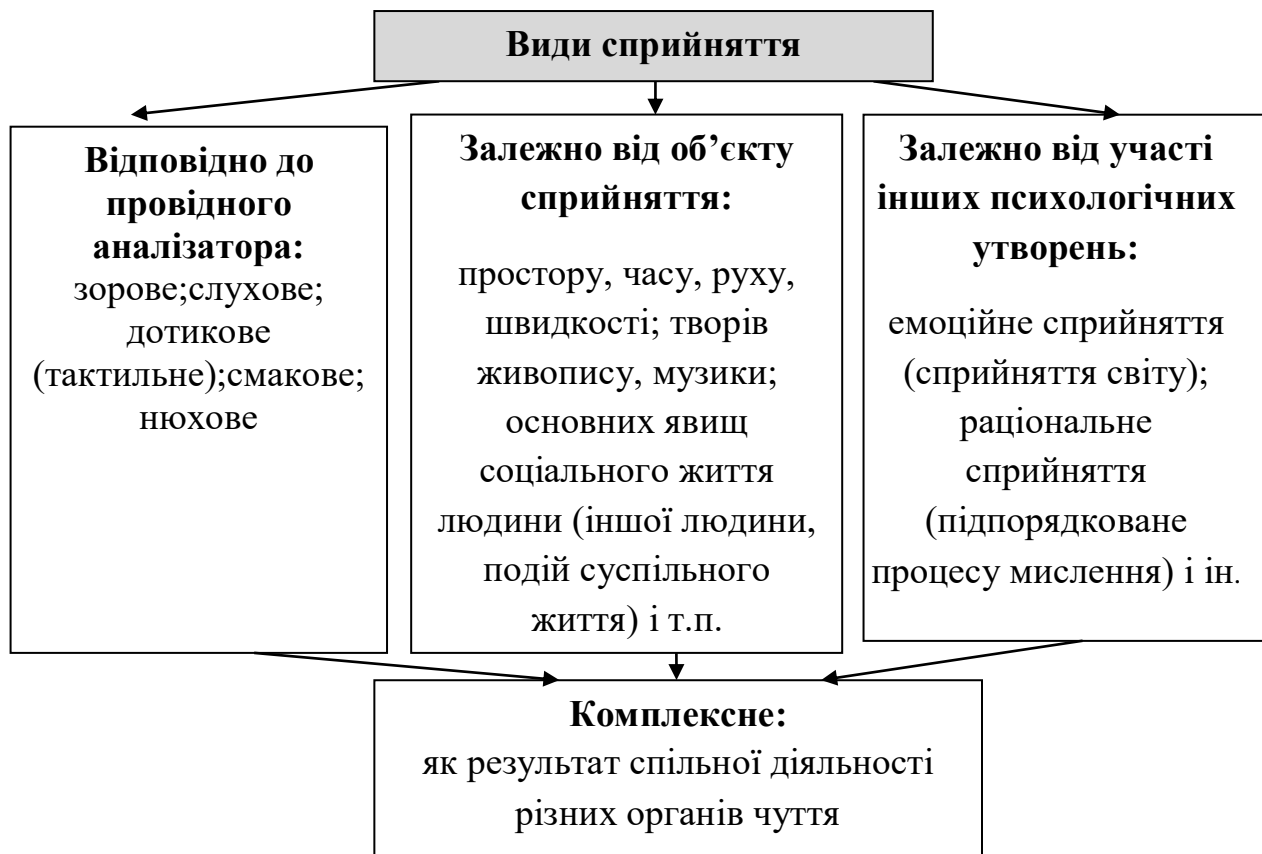 Види сприйняття
Відповідно до
провідного
аналізатора:
зорове;слухове;
дотикове
(тактильне);смакове;
нюхове
Залежно від об’єкту
сприйняття:
простору, часу, руху,
швидкості; творів
живопису, музики;
основних явищ
соціального життя
людини (іншої людини,
подій суспільного
життя) і т.п.
Залежно від участі
інших психологічних
утворень:
емоційне сприйняття
(сприйняття світу);
раціональне
сприйняття
(підпорядковане
процесу мислення) і ін.
Комплексне:
як результат спільної діяльності
різних органів чуття